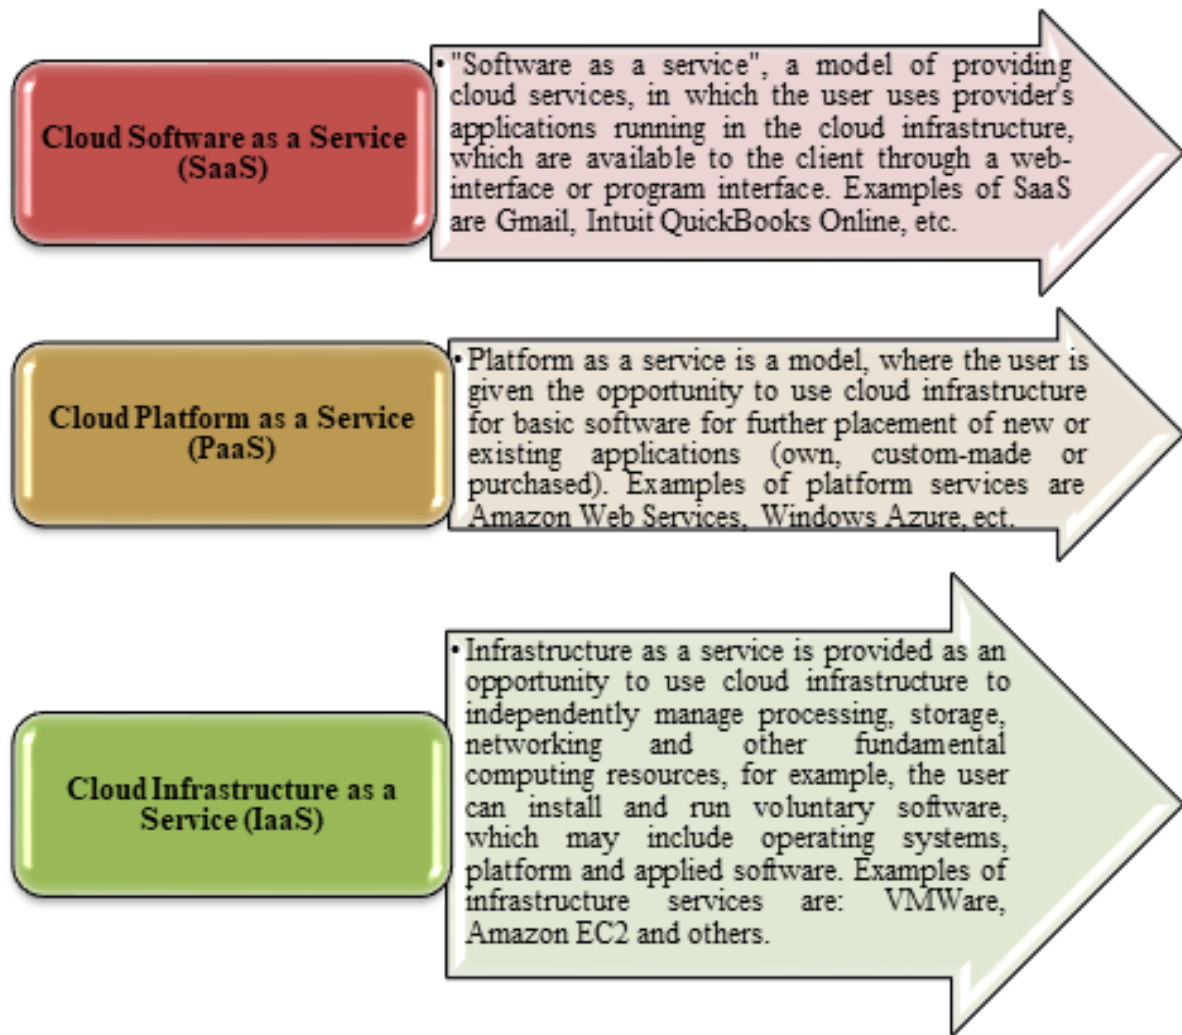 Cloud Software as a Service
(SaaS)
• "Software as a service", a model of providing
cloud services, in which the user uses provider's
applications running in the cloud infrastructure,
which are available to the client through a web-
interface or program interface. Examples of SaaS
are Gmail, Intuit QuickBooks Online, etc.
Cloud Platform as a Service
(PaaS)
• Platform as a service is a model, where the user is
given the opportunity to use cloud infrastructure
for basic software for further placement of new or
existing applications (own, custom-made or
purchased). Examples of platform services are
Amazon Web Services, Windows Azure, ect.
Cloud Infrastructure as a
Service (IaaS)
• Infrastructure as a service is provided as an
opportunity to use cloud infrastructure to
independently manage processing, storage,
networking and other fundamental
computing resources, for example, the user
can install and run voluntary software,
which may include operating systems,
platform and applied software. Examples of
infrastructure services are: VMWare,
Amazon EC2 and others.